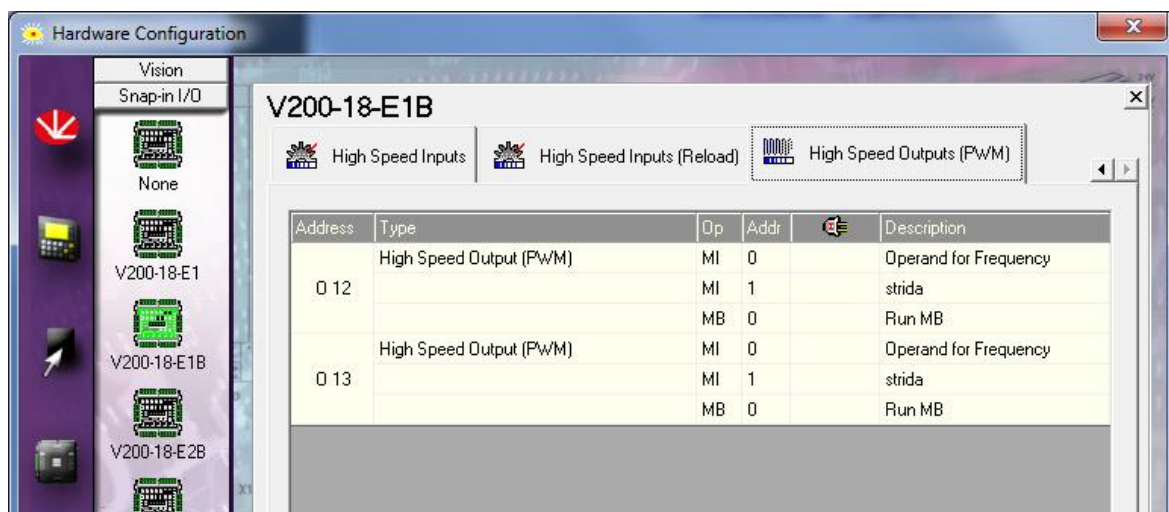 Hardware Configuration
Vision
Snap-in I/O
None
V200-18-E1
V200-18-E1B
V200-18-E2B
V200-18-E1B
High Speed Inputs
High Speed Inputs (Reload)
High Speed Outputs (PWM)
Address Type Op Addr Description
High Speed Output (PWM) MI 0 Operand for Frequency
O 12 MI 1 strida
MB 0 Run MB
High Speed Output (PWM) MI 0 Operand for Frequency
O 13 MI 1 strida
MB 0 Run MB